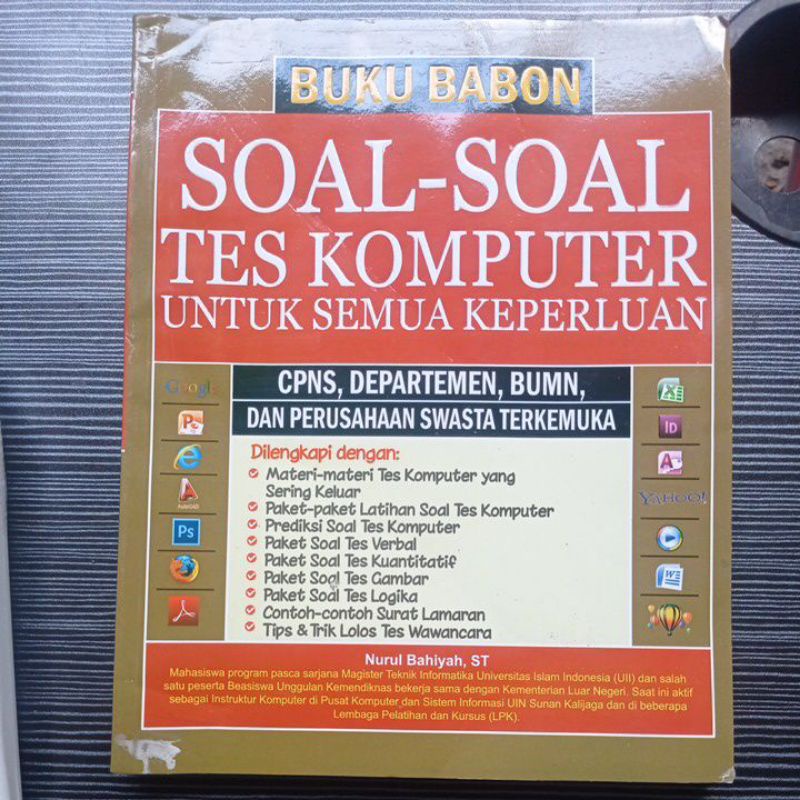 BUKU BABON
SOAL-SOAL
TES KOMPUTER
UNTUK SEMUA KEPERLUAN
CPNS, DEPARTEMEN, BUMN,
DAN PERUSAHAAN SWASTA TERKEMUKA
Google
Ps
AutoCAD
Dilengkapi dengan:
Materi-materi Tes Komputer yang
Sering Keluar
Paket-paket Latihan Soal Tes Komputer
Prediksi Soal Tes Komputer
Paket Soal Tes Verbal
Paket Soal Tes Kuantitatif
Paket Soal Tes Gambar
Paket Soal Tes Logika
Contoh-contoh Surat Lamaran
Tips & Trik Lolos Tes Wawancara
ID
YAHOO!
Nurul Bahiyah, ST
Mahasiswa program pasca sarjana Magister Teknik Informatika Universitas Islam Indonesia (UII) dan salah
satu peserta Beasiswa Unggulan Kemendiknas bekerja sama dengan Kementerian Luar Negeri. Saat ini aktif
sebagai Instruktur Komputer di Pusat Komputer dan Sistem Informasi UIN Sunan Kalijaga dan di beberapa
Lembaga Pelatihan dan Kursus (LPK).